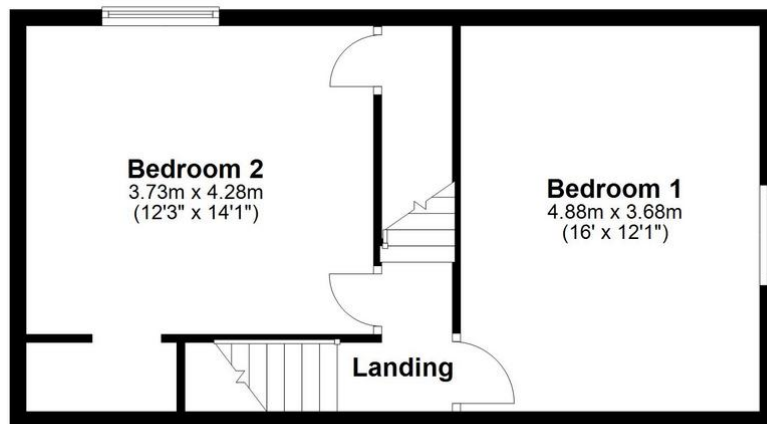 Bedroom 2
3.73m x 4.28m
(12'3" x 14'1")
Bedroom 1
4.88m x 3.68m
(16' x 12'1")
Landing